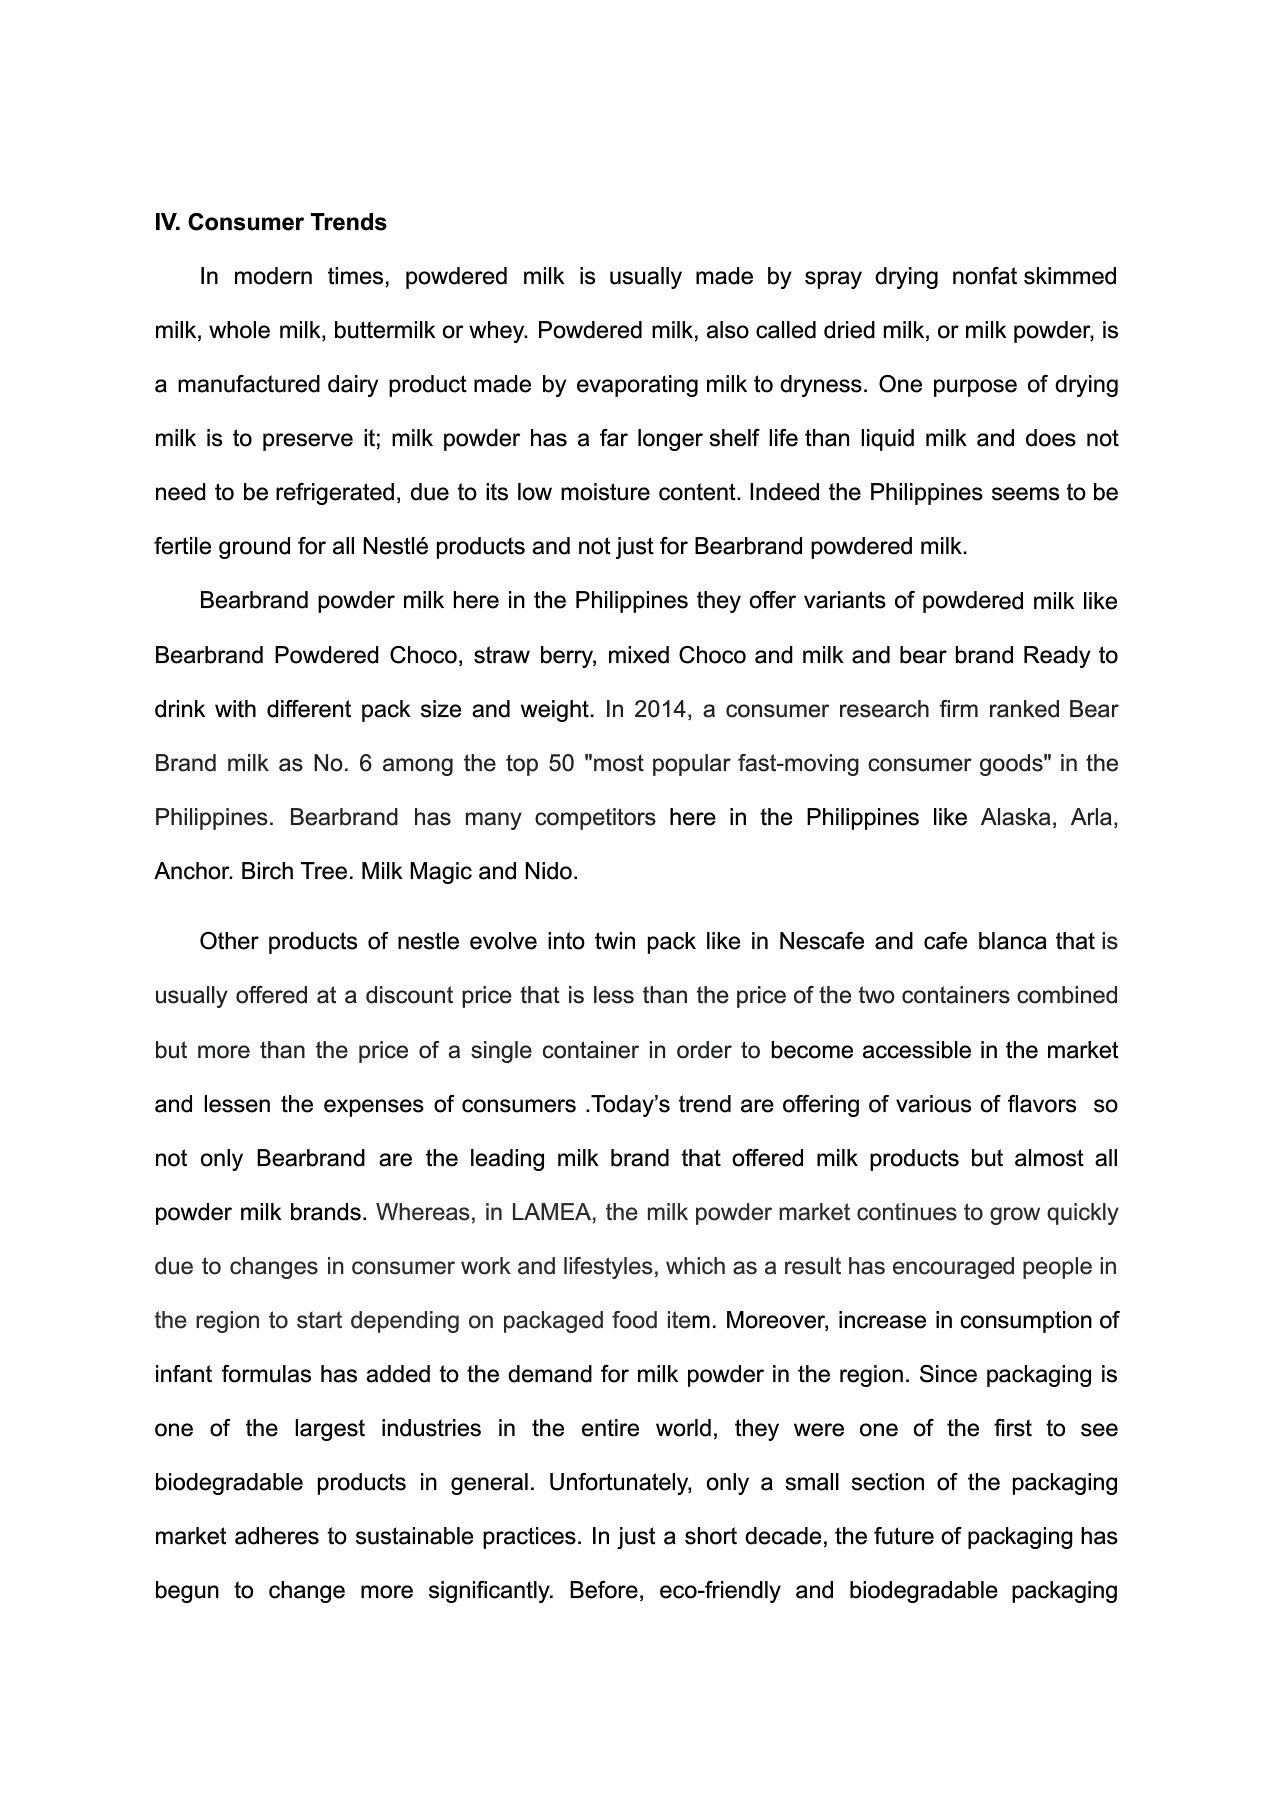 IV. Consumer Trends
In modern times, powdered milk is usually made by spray drying nonfat skimmed
milk, whole milk, buttermilk or whey. Powdered milk, also called dried milk, or milk powder, is
a manufactured dairy product made by evaporating milk to dryness. One purpose of drying
milk is to preserve it; milk powder has a far longer shelf life than liquid milk and does not
need to be refrigerated, due to its low moisture content. Indeed the Philippines seems to be
fertile ground for all Nestlé products and not just for Bearbrand powdered milk.
Bearbrand powder milk here in the Philippines they offer variants of powdered milk like
Bearbrand Powdered Choco, straw berry, mixed Choco and milk and bear brand Ready to
drink with different pack size and weight. In 2014, a consumer research firm ranked Bear
Brand milk as No. 6 among the top 50 "most popular fast-moving consumer goods" in the
Philippines. Bearbrand has many competitors here in the Philippines like Alaska, Arla,
Anchor. Birch Tree. Milk Magic and Nido.
Other products of nestle evolve into twin pack like in Nescafe and cafe blanca that is
usually offered at a discount price that is less than the price of the two containers combined
but more than the price of a single container in order to become accessible in the market
and lessen the expenses of consumers .Today’s trend are offering of various of flavors  so
not only Bearbrand are the leading milk brand that offered milk products but almost all
powder milk brands. Whereas, in LAMEA, the milk powder market continues to grow quickly
due to changes in consumer work and lifestyles, which as a result has encouraged people in
the region to start depending on packaged food item. Moreover, increase in consumption of
infant formulas has added to the demand for milk powder in the region. Since packaging is
one of the largest industries in the entire world, they were one of the first to see
biodegradable products in general. Unfortunately, only a small section of the packaging
market adheres to sustainable practices. In just a short decade, the future of packaging has
begun to change more significantly. Before, eco-friendly and biodegradable packaging